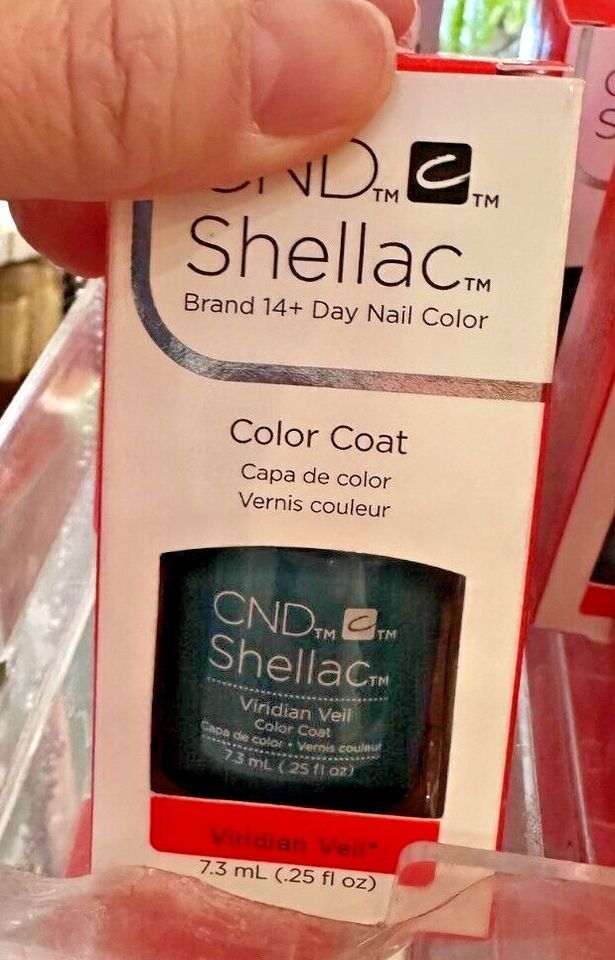 CND™ C™
Shellac™
Brand 14+ Day Nail Color
Color Coat
Capa de color
Vernis couleur
CND™ C™
Shellac™
Viridian Veil
Color Coat
Capa de color • Vernis couleur
7.3 mL (.25 fl oz)
Viridian Veil*
7.3 mL (.25 fl oz)